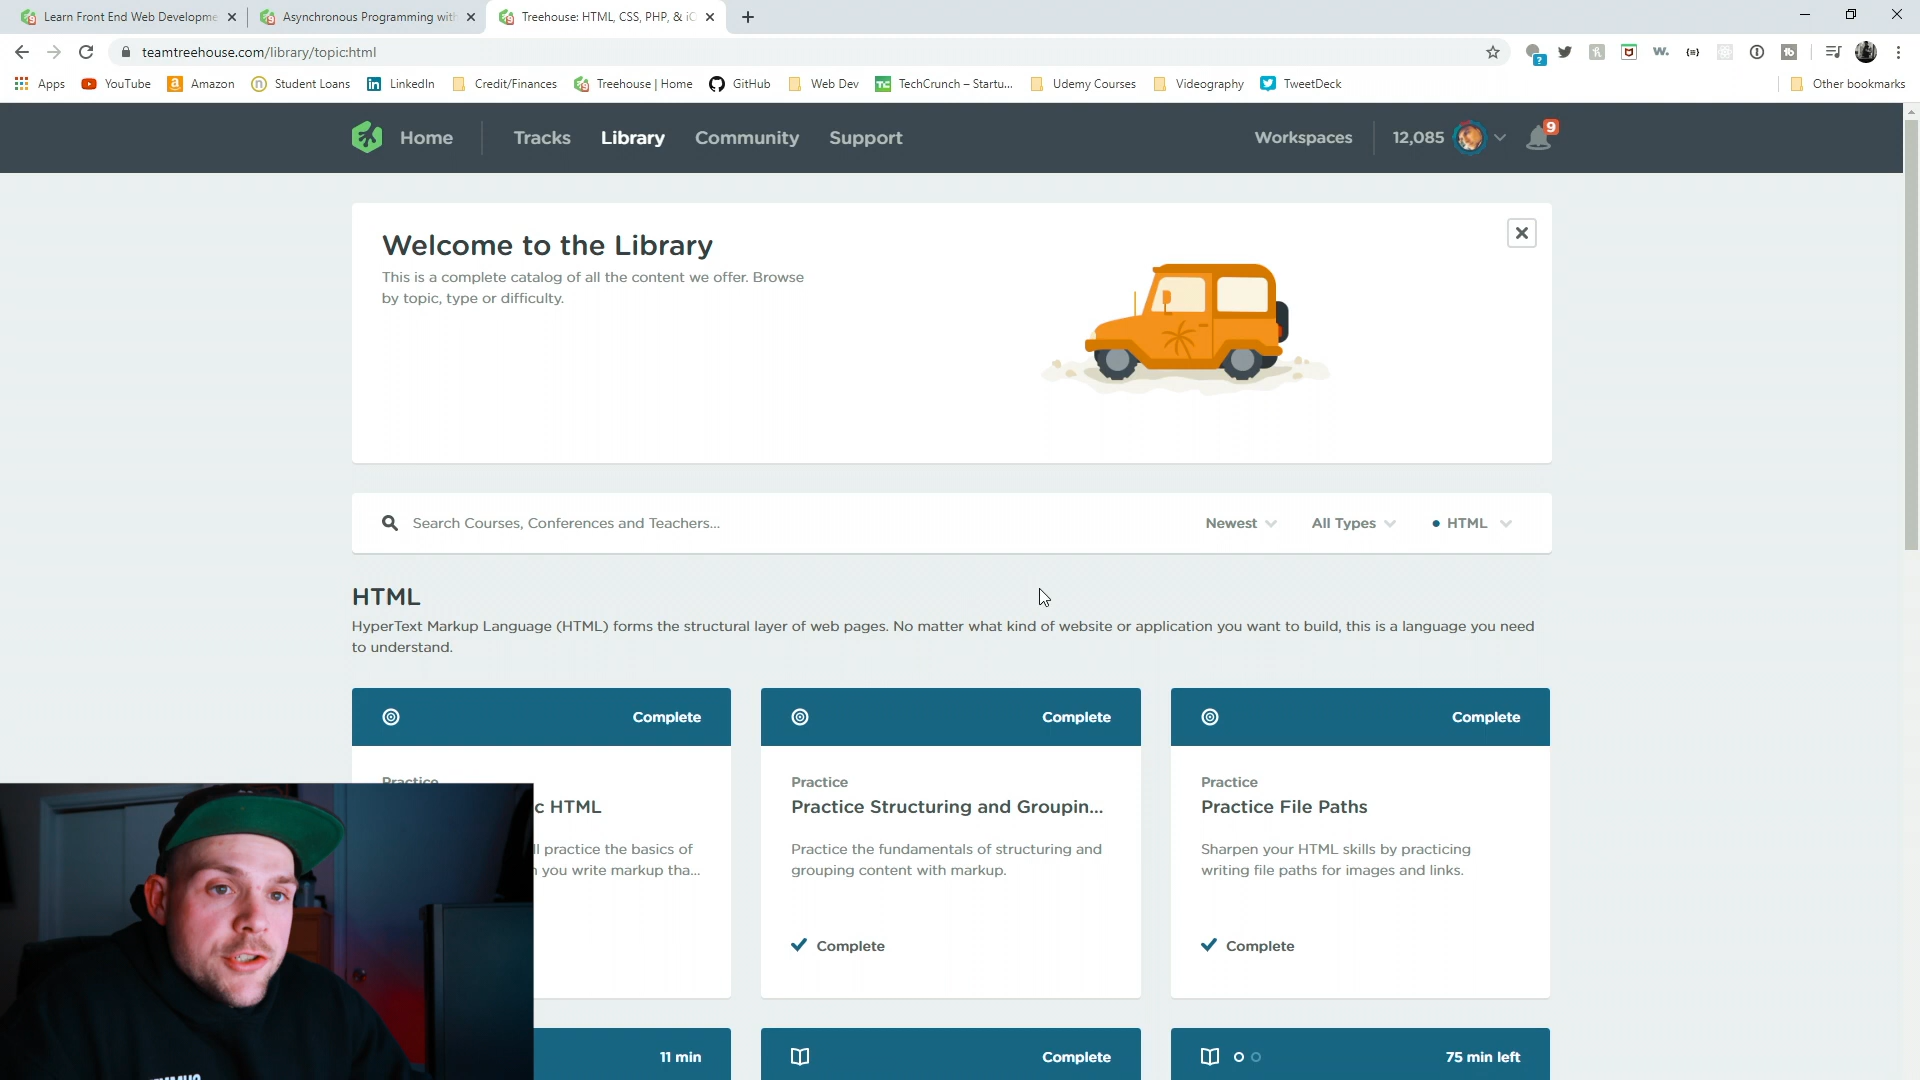 Learn Front End Web Developme
Asynchronous Programming with
Treehouse: HTML, CSS, PHP, & iO
teamtreehouse.com/library/topic:html
Apps YouTube Amazon Student Loans LinkedIn Credit/Finances Treehouse | Home GitHub Web Dev TechCrunch – Startu... Udemy Courses Videography TweetDeck Other bookmarks
Home Tracks Library Community Support Workspaces 12,085 9
Welcome to the Library
This is a complete catalog of all the content we offer. Browse
by topic, type or difficulty.
Search Courses, Conferences and Teachers... Newest All Types HTML
HTML
HyperText Markup Language (HTML) forms the structural layer of web pages. No matter what kind of website or application you want to build, this is a language you need
to understand.
Complete
Practice
c HTML
ll practice the basics of
you write markup tha...
Complete
Practice
Practice Structuring and Groupin...
Practice the fundamentals of structuring and
grouping content with markup.
Complete
Complete
Practice
Practice File Paths
Sharpen your HTML skills by practicing
writing file paths for images and links.
Complete
11 min
Complete
75 min left